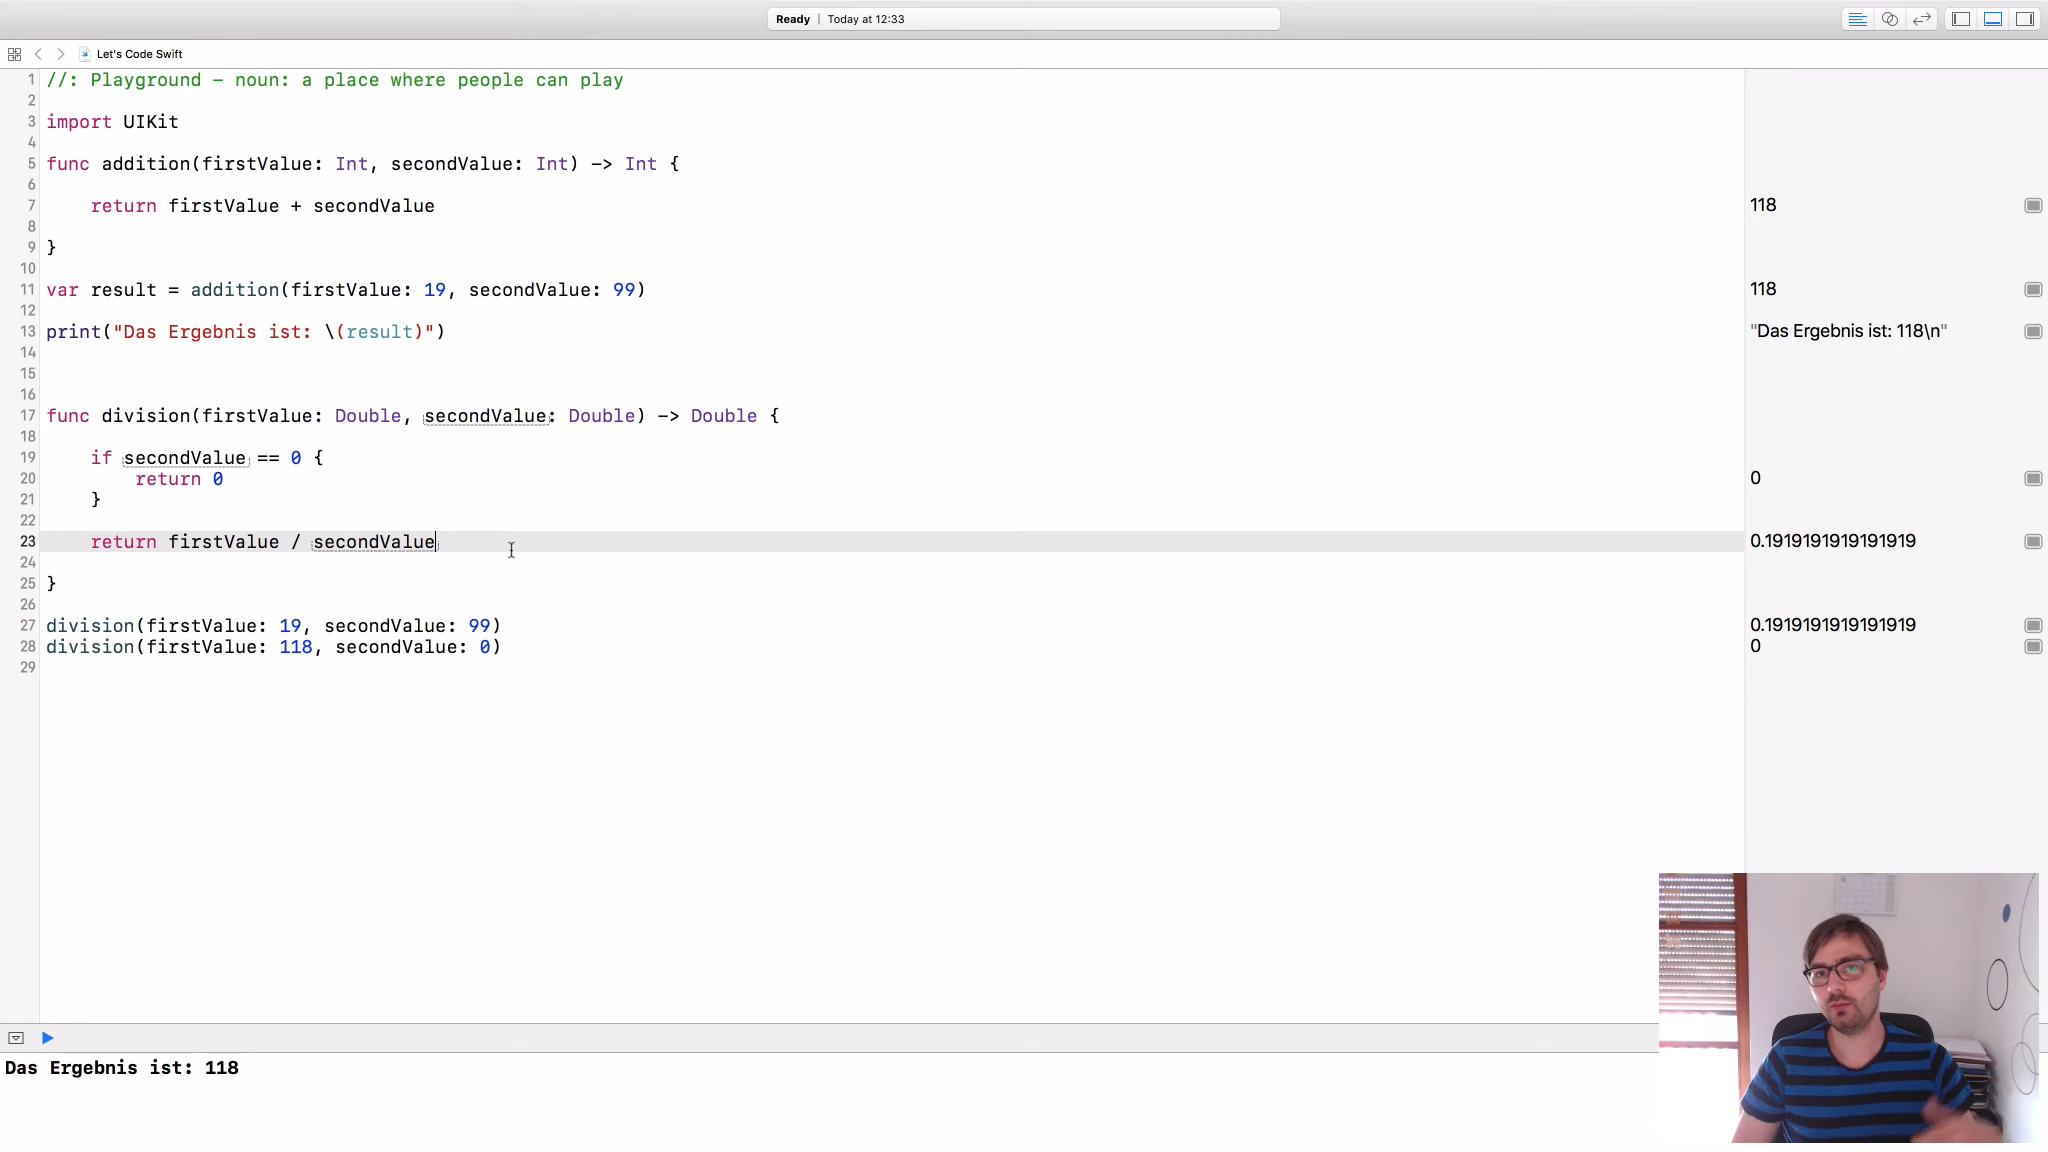 Ready | Today at 12:33
Let's Code Swift
1 //: Playground – noun: a place where people can play
2
3 import UIKit
4
5 func addition(firstValue: Int, secondValue: Int) –> Int {
6
7 return firstValue + secondValue 118
8
9 }
10
11 var result = addition(firstValue: 19, secondValue: 99) 118
12
13 print("Das Ergebnis ist: \(result)") "Das Ergebnis ist: 118\n"
14
15
16
17 func division(firstValue: Double, secondValue: Double) –> Double {
18
19 if secondValue == 0 {
20 return 0 0
21 }
22
23 return firstValue / secondValue 0.1919191919191919
24
25 }
26
27 division(firstValue: 19, secondValue: 99) 0.1919191919191919
28 division(firstValue: 118, secondValue: 0) 0
29
Das Ergebnis ist: 118